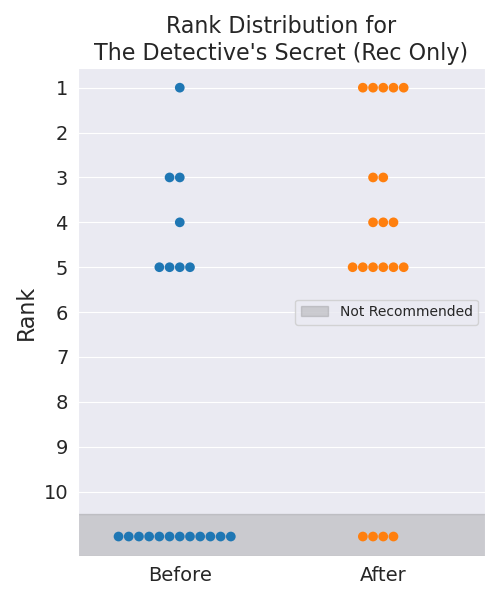 Rank Distribution for
The Detective's Secret (Rec Only)
1
2
3
4
5
6
7
8
9
10
Rank
Not Recommended
Before
After